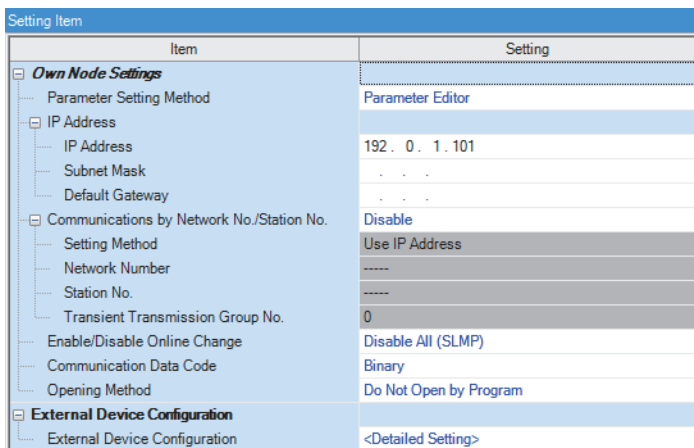 Setting Item
Item Setting
Own Node Settings
Parameter Setting Method Parameter Editor
IP Address
IP Address 192 . 0 . 1 . 101
Subnet Mask . . .
Default Gateway . . .
Communications by Network No./Station No. Disable
Setting Method Use IP Address
Network Number -----
Station No. -----
Transient Transmission Group No. 0
Enable/Disable Online Change Disable All (SLMP)
Communication Data Code Binary
Opening Method Do Not Open by Program
External Device Configuration
External Device Configuration <Detailed Setting>